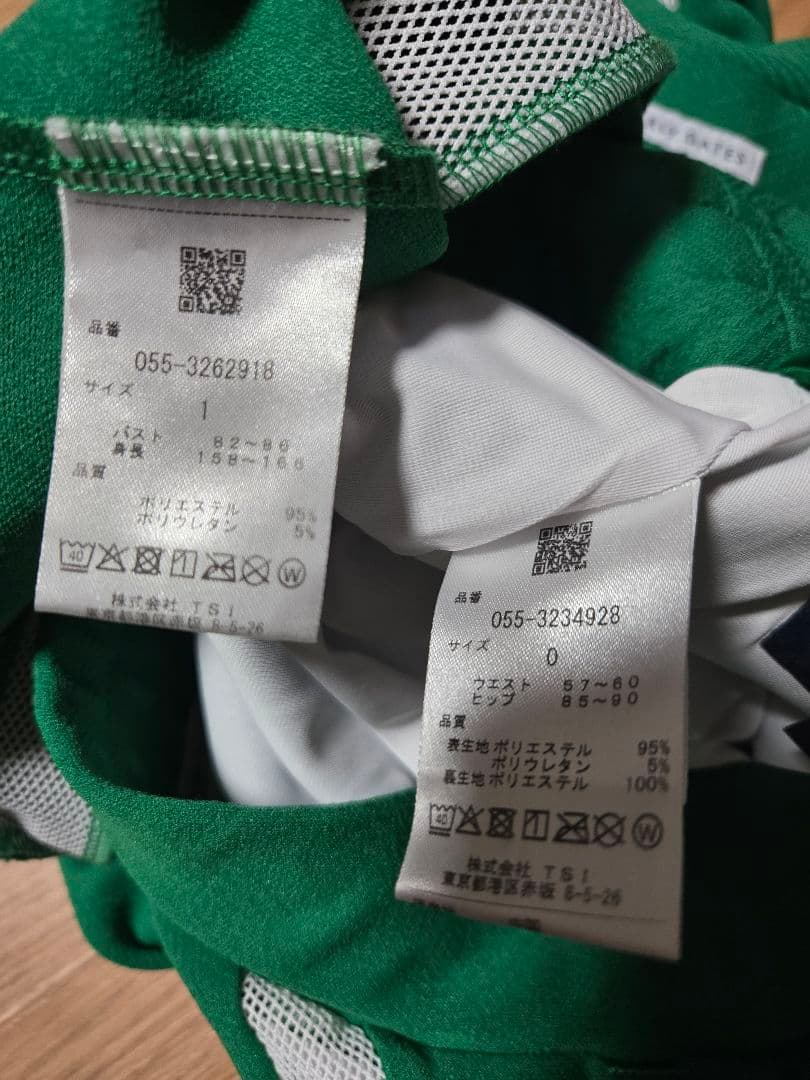 品番
055-3262918
サイズ
1
バスト 82~86
身長 158~166
品質
ポリエステル 95%
ポリウレタン 5%
40
W
株式会社 TSI
東京都港区赤坂 8-5-26
GATES
品番
055-3234928
サイズ
0
ウエスト 57~60
ヒップ 85~90
品質
表生地 ポリエステル 95%
ポリウレタン 5%
裏生地 ポリエステル 100%
40
W
株式会社 TSI
東京都港区赤坂 8-5-26